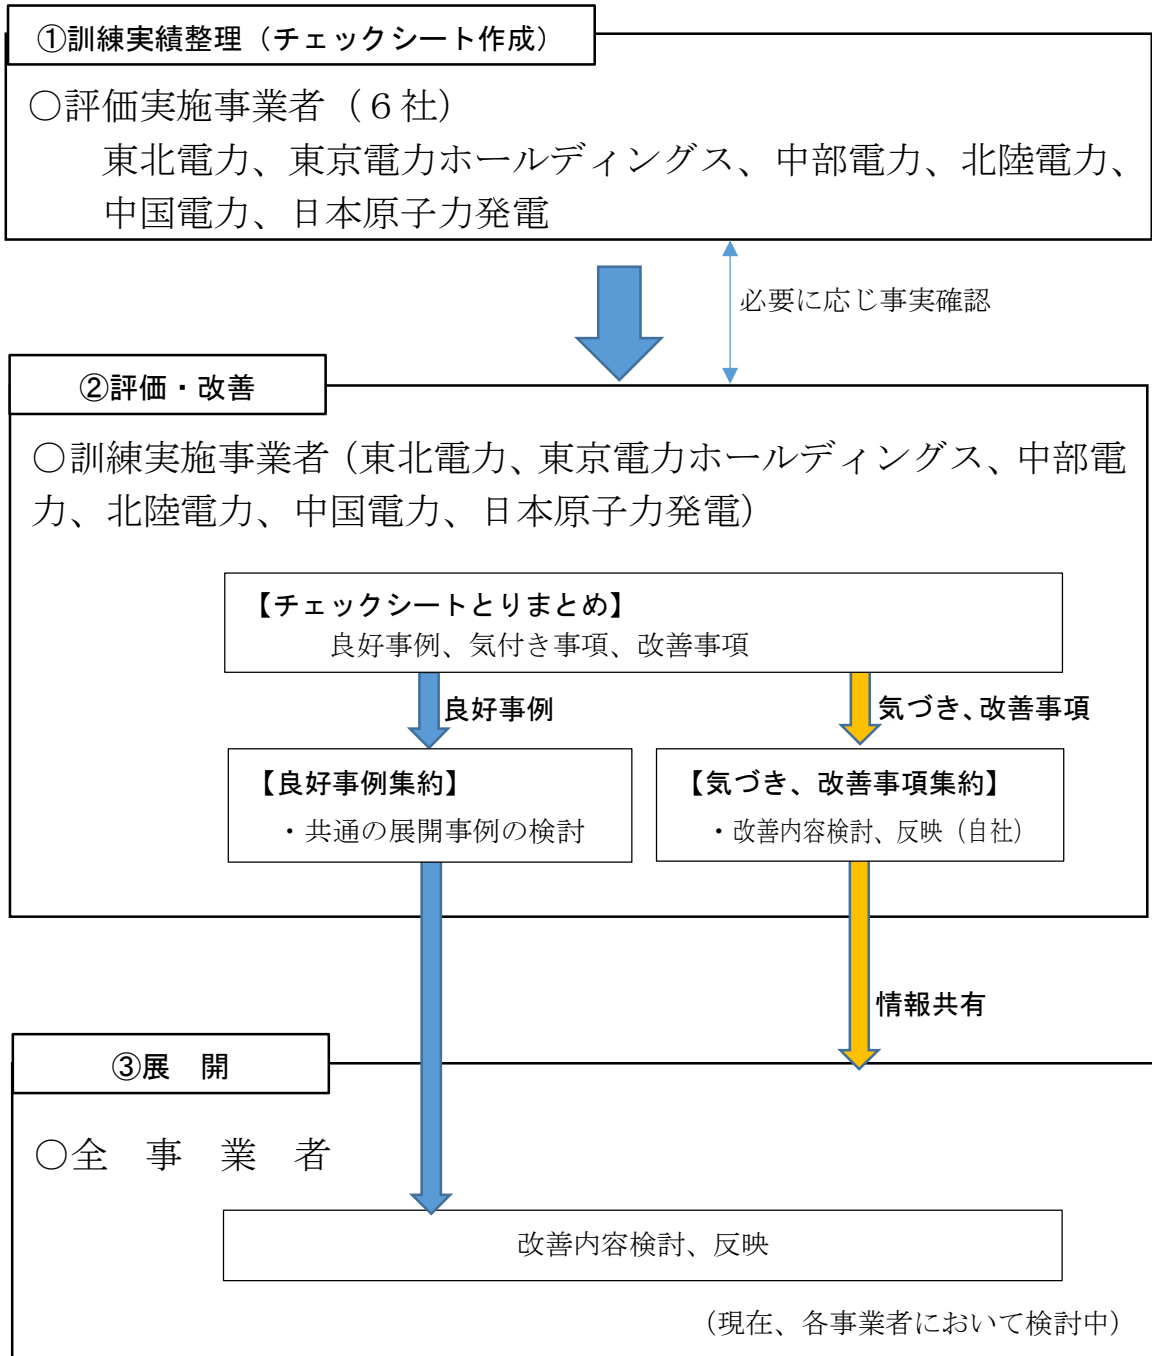 ①訓練実績整理（チェックシート作成）
○評価実施事業者（６社）
東北電力、東京電力ホールディングス、中部電力、北陸電力、
中国電力、日本原子力発電
必要に応じ事実確認
②評価・改善
○訓練実施事業者（東北電力、東京電力ホールディングス、中部電
力、北陸電力、中国電力、日本原子力発電）
【チェックシートとりまとめ】
良好事例、気付き事項、改善事項
良好事例
気づき、改善事項
【良好事例集約】
・共通の展開事例の検討
【気づき、改善事項集約】
・改善内容検討、反映（自社）
情報共有
③展　開
○全　事　業　者
改善内容検討、反映
（現在、各事業者において検討中）